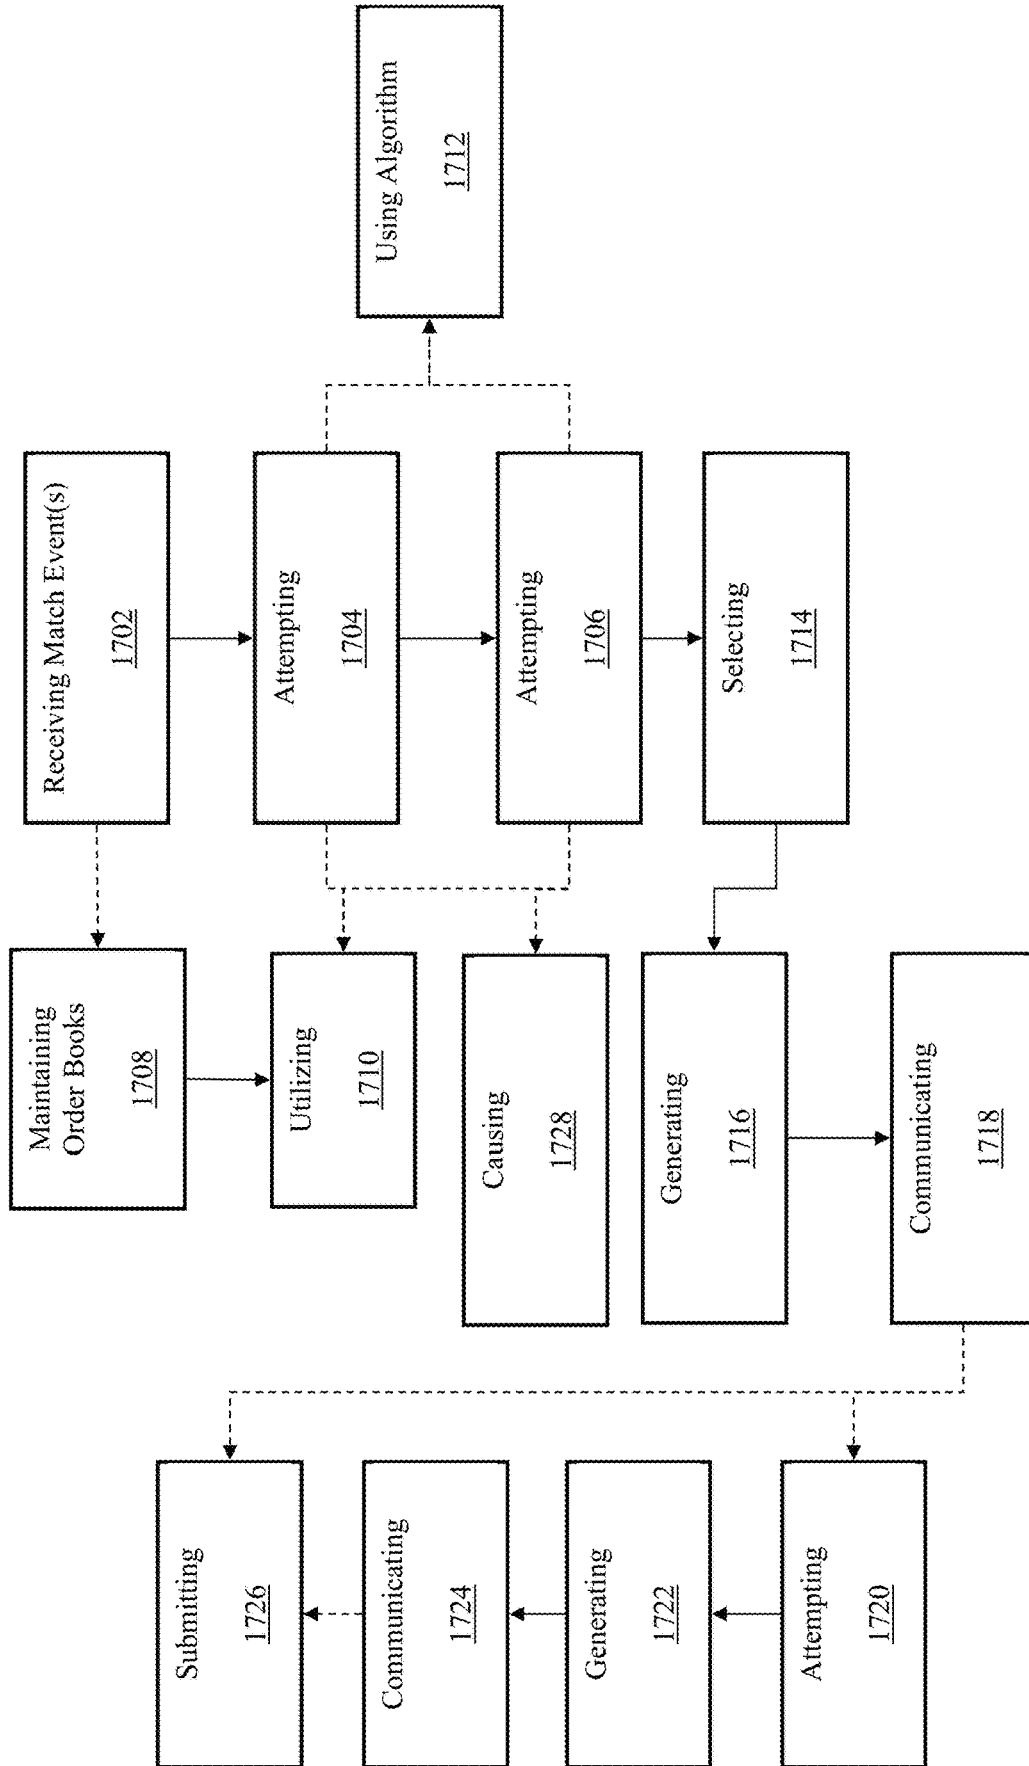 Using Algorithm
1712
Receiving Match Event(s)
1702
Attempting
1704
Attempting
1706
Selecting
1714
Maintaining
Order Books
1708
Utilizing
1710
Causing
1728
Generating
1716
Communicating
1718
Submitting
1726
Communicating
1724
Generating
1722
Attempting
1720